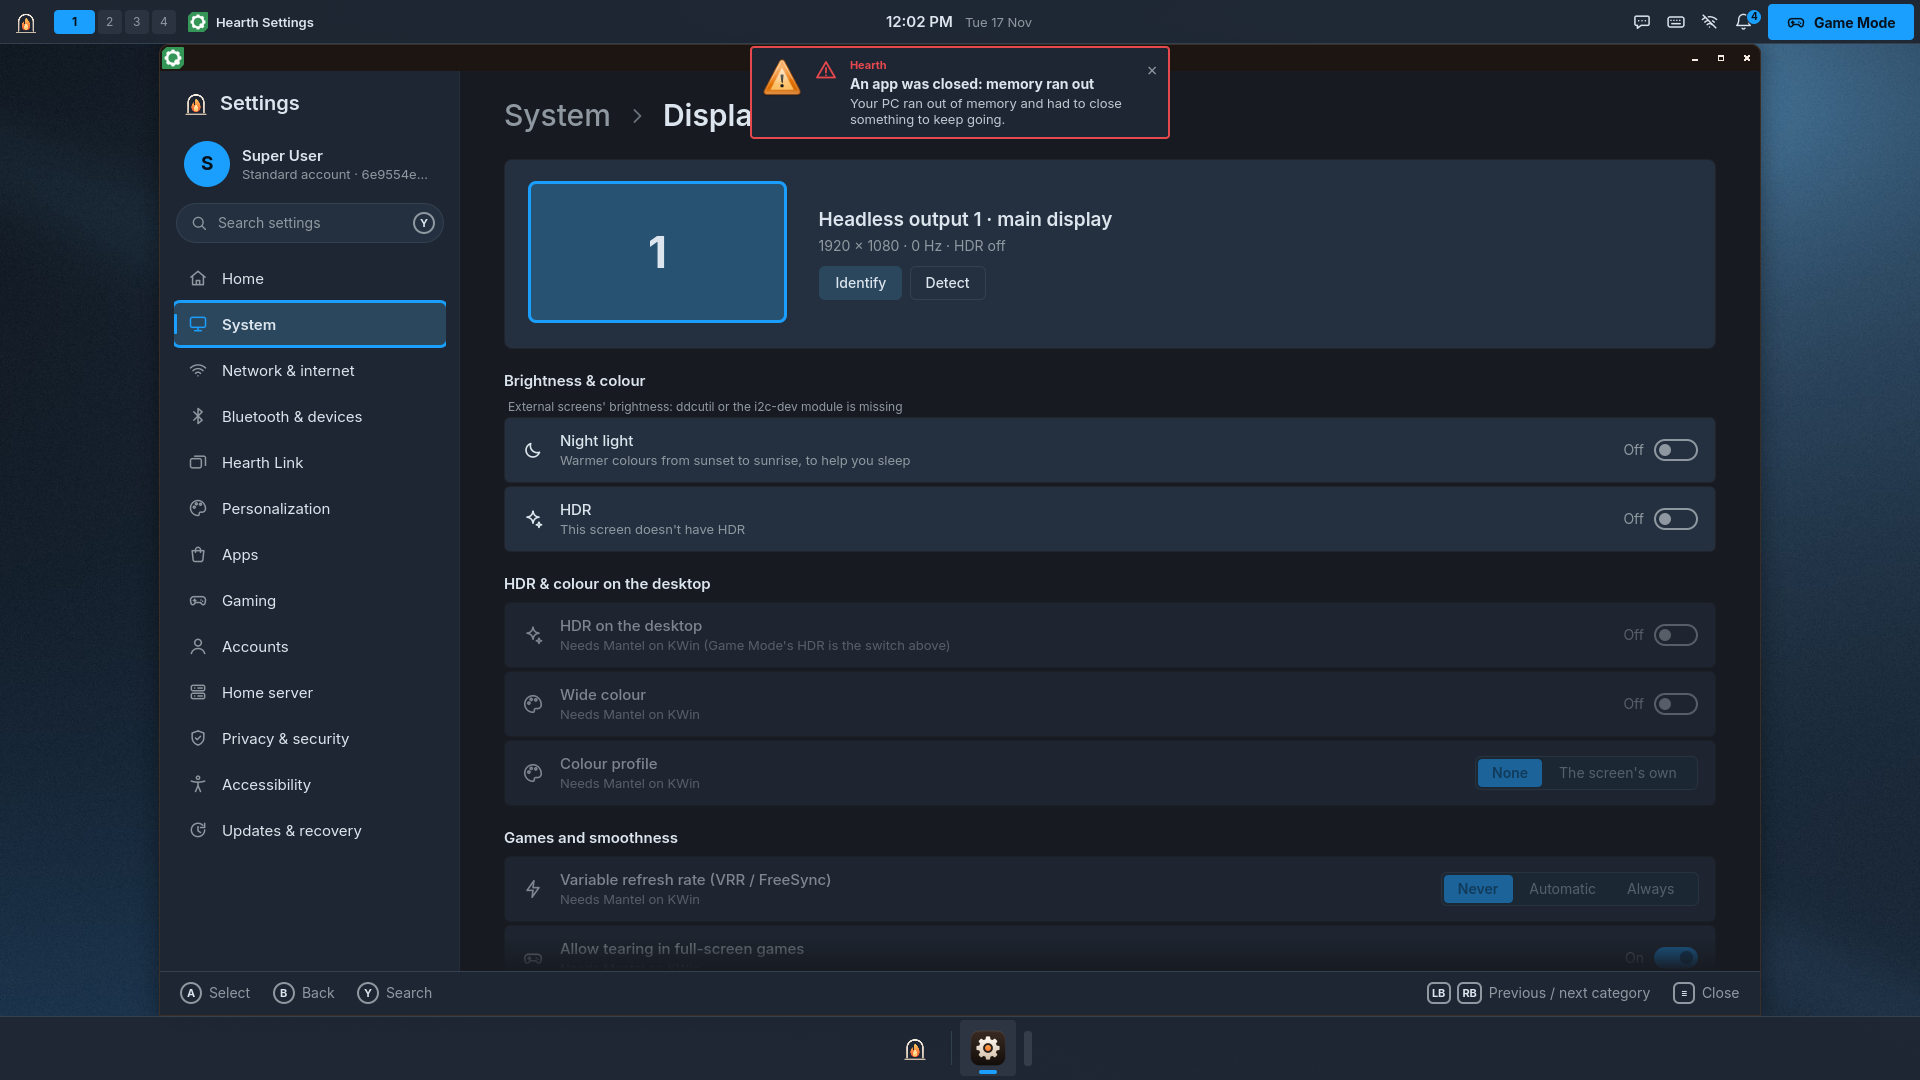 1
2
3
4
Hearth Settings
12:02 PM
Tue 17 Nov
4
Game Mode
Hearth
An app was closed: memory ran out
Your PC ran out of memory and had to close
something to keep going.
Settings
S
Super User
Standard account · 6e9554e...
Search settings
Y
Home
System
Network & internet
Bluetooth & devices
Hearth Link
Personalization
Apps
Gaming
Accounts
Home server
Privacy & security
Accessibility
Updates & recovery
System
Displa
1
Headless output 1 · main display
1920 × 1080 · 0 Hz · HDR off
Identify
Detect
Brightness & colour
External screens' brightness: ddcutil or the i2c-dev module is missing
Night light
Warmer colours from sunset to sunrise, to help you sleep
Off
HDR
This screen doesn't have HDR
Off
HDR & colour on the desktop
HDR on the desktop
Needs Mantel on KWin (Game Mode's HDR is the switch above)
Off
Wide colour
Needs Mantel on KWin
Off
Colour profile
Needs Mantel on KWin
None
The screen's own
Games and smoothness
Variable refresh rate (VRR / FreeSync)
Needs Mantel on KWin
Never
Automatic
Always
Allow tearing in full-screen games
On
A Select
B Back
Y Search
LB RB Previous / next category
Close